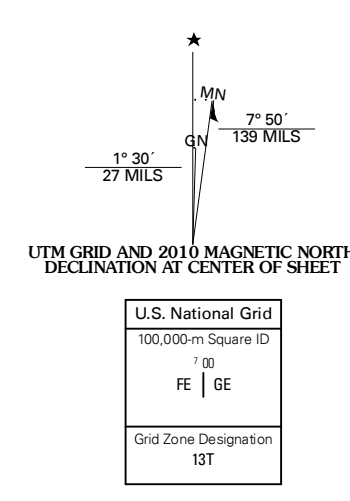 ★
MN
7° 50´
139 MILS
GN
1° 30´
27 MILS
UTM GRID AND 2010 MAGNETIC NORTH
DECLINATION AT CENTER OF SHEET
U.S. National Grid
100,000-m Square ID
7 00
FE GE
Grid Zone Designation
13T